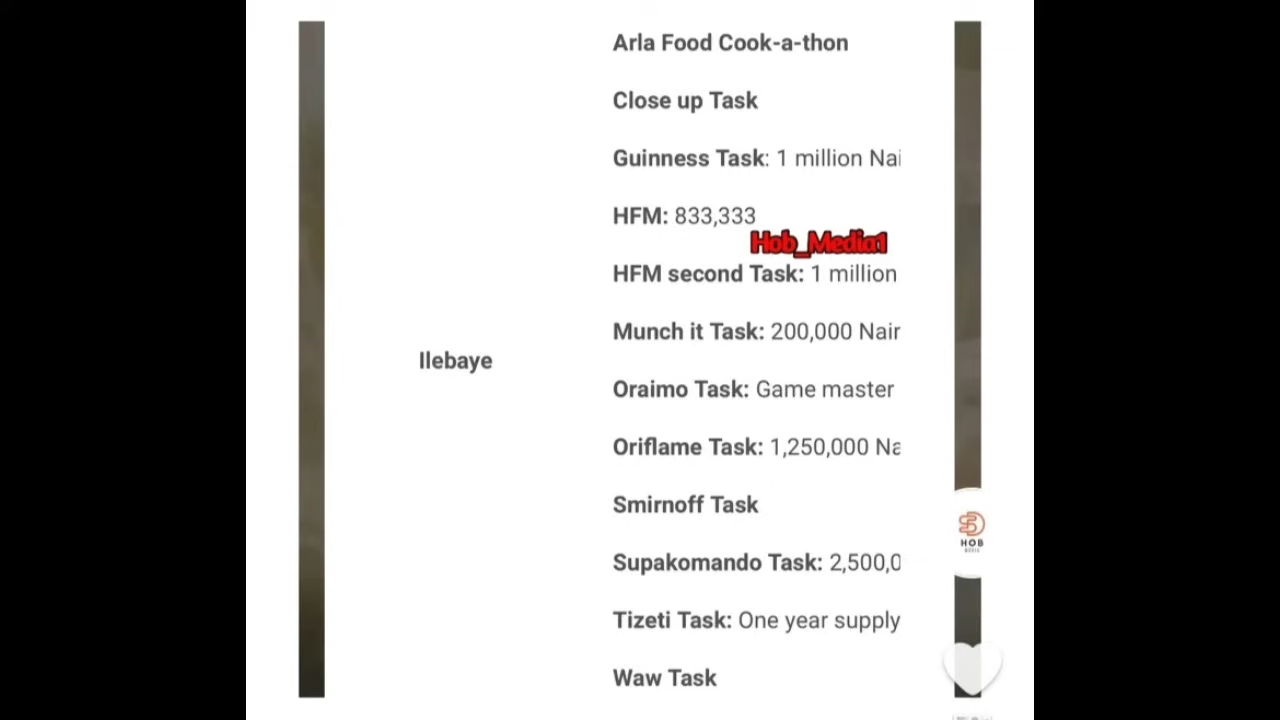 Arla Food Cook-a-thon
Close up Task
Guinness Task: 1 million Nai
HFM: 833,333
Hob_Media1
HFM second Task: 1 million
Munch it Task: 200,000 Nair
Ilebaye
Oraimo Task: Game master
Oriflame Task: 1,250,000 Na
Smirnoff Task
HOB
Supakomando Task: 2,500,0
Tizeti Task: One year supply
Waw Task